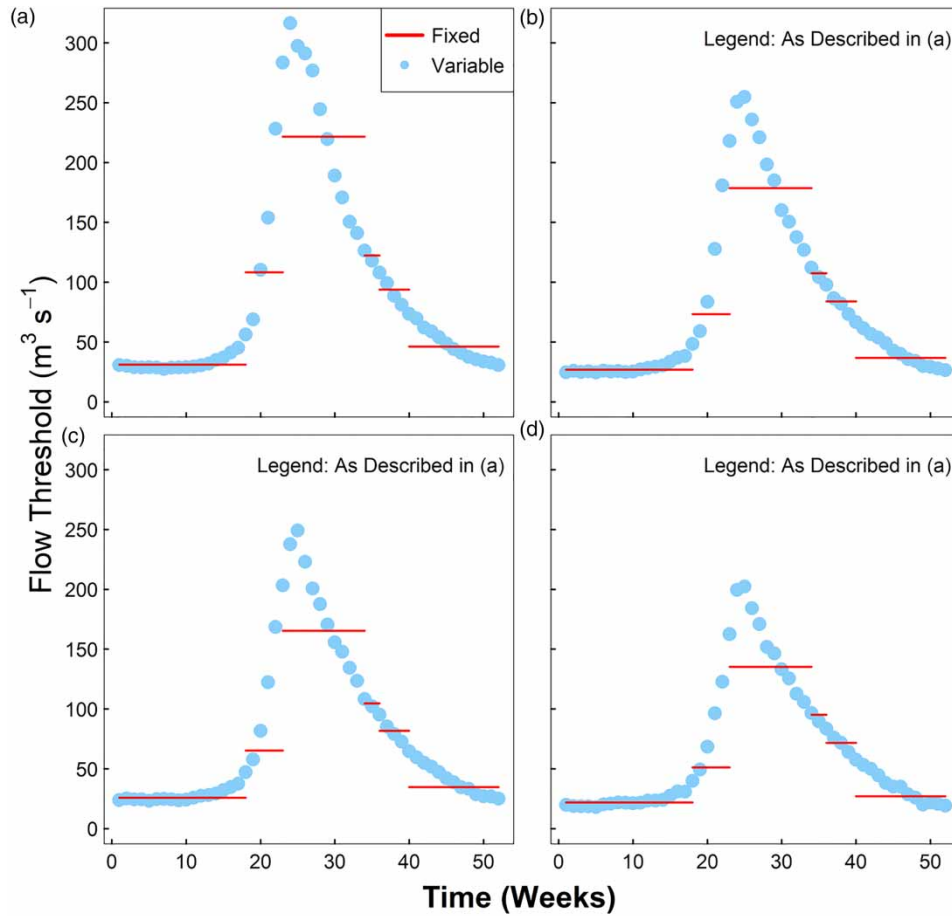 (a)
Fixed
Variable
(b)
Legend: As Described in (a)
300
250
200
150
100
50
0
(c)
Legend: As Described in (a)
(d)
Legend: As Described in (a)
300
250
200
150
100
50
0
0 10 20 30 40 50
0 10 20 30 40 50
Flow Threshold (m³ s⁻¹)
Time (Weeks)